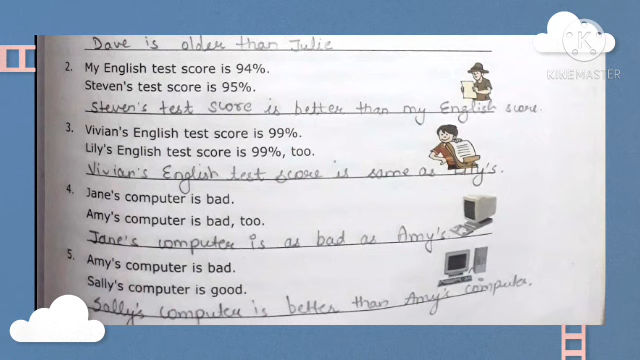 Dave is older than Julie
2. My English test score is 94%.
Steven's test score is 95%.
Steven's test score is better than my English score.
3. Vivian's English test score is 99%.
Lily's English test score is 99%, too.
Vivian's English test score is same as Lily's.
4. Jane's computer is bad.
Amy's computer is bad, too.
Jane's computer is as bad as Amy's
5. Amy's computer is bad.
Sally's computer is good.
Sally's computer is better than Amy's computer.
KINEMASTER